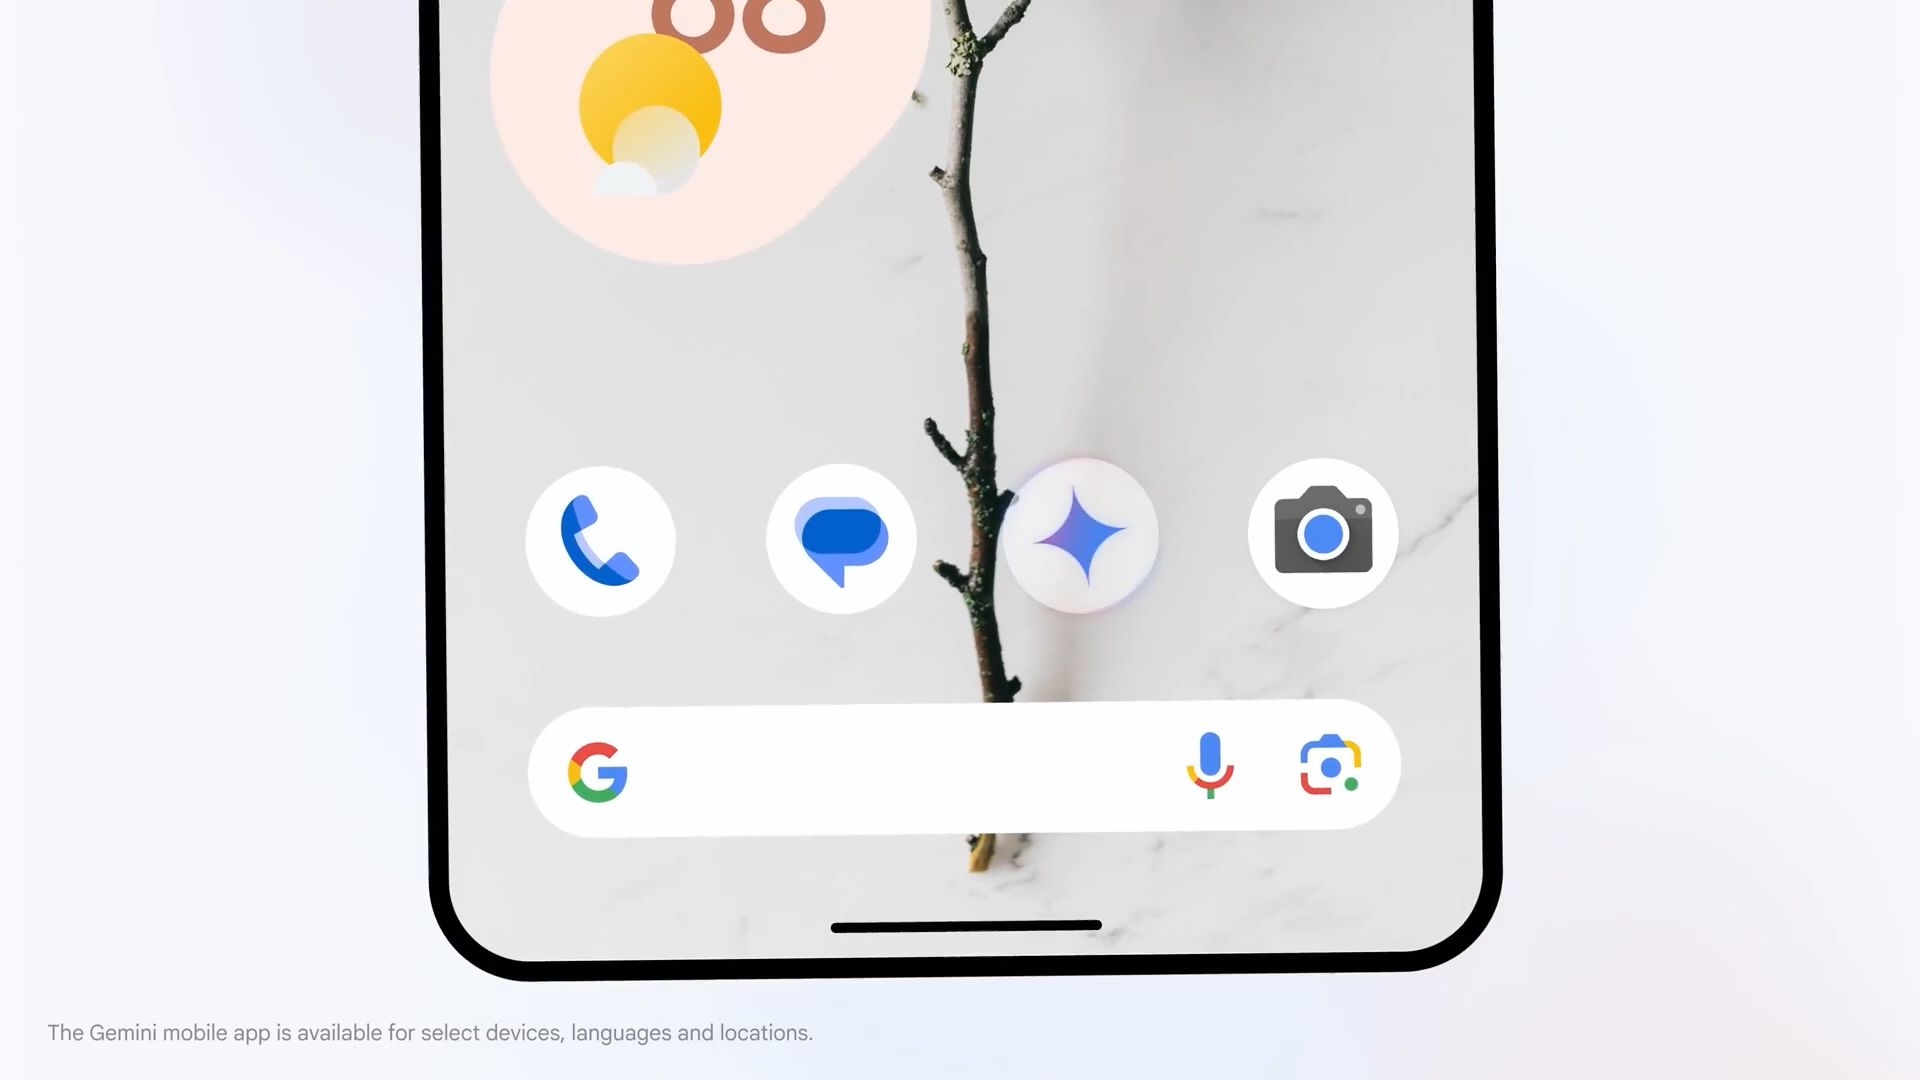 The Gemini mobile app is available for select devices, languages and locations.